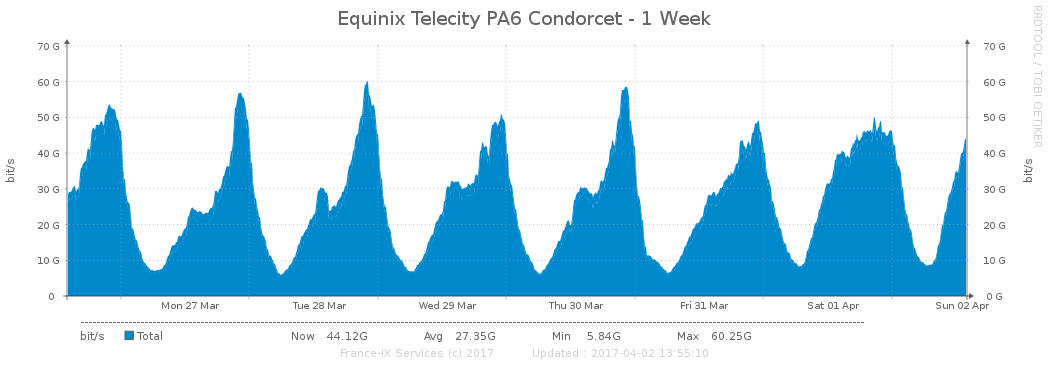 Equinix Telecity PA6 Condorcet - 1 Week
RRDTOOL / TOBI OETIKER
bit/s
70 G
60 G
50 G
40 G
30 G
20 G
10 G
0
70 G
60 G
50 G
40 G
30 G
20 G
10 G
0 G
bit/s
Mon 27 Mar Tue 28 Mar Wed 29 Mar Thu 30 Mar Fri 31 Mar Sat 01 Apr Sun 02 Apr
bit/s Total Now 44.12G Avg 27.35G Min 5.84G Max 60.25G
France-IX Services (c) 2017 Updated : 2017-04-02 13:55:10